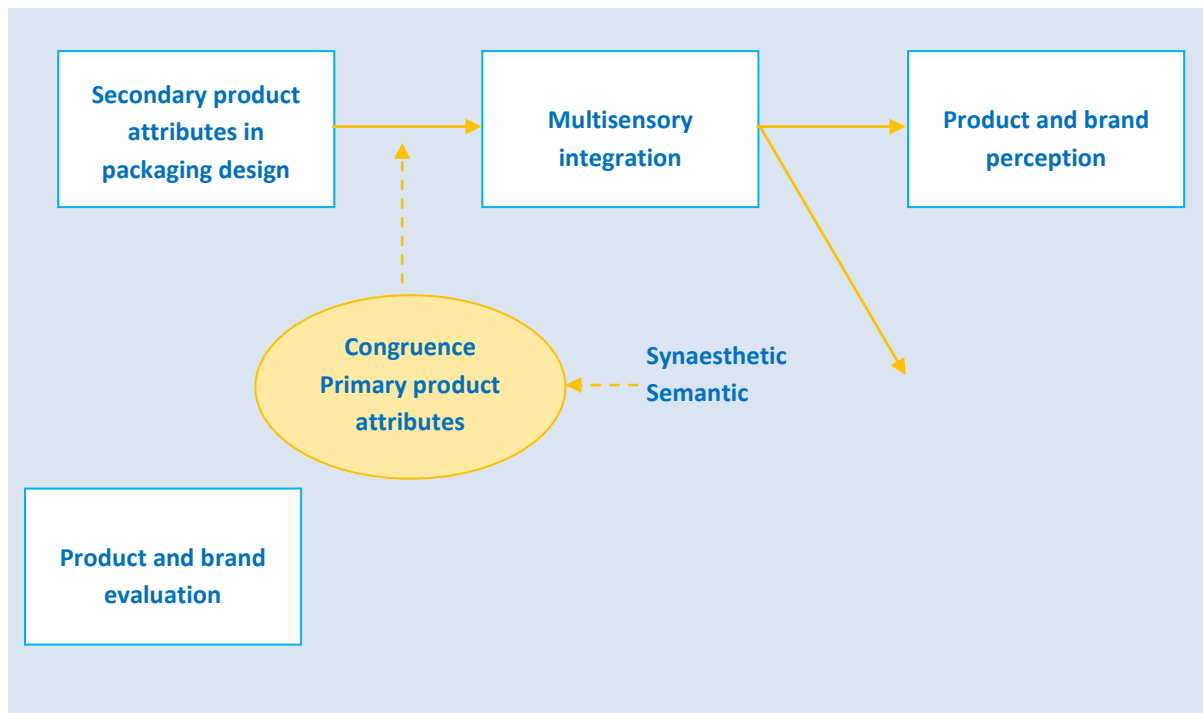 Secondary product
attributes in
packaging design
Multisensory
integration
Product and brand
perception
Congruence
Primary product
attributes
Synaesthetic
Semantic
Product and brand
evaluation